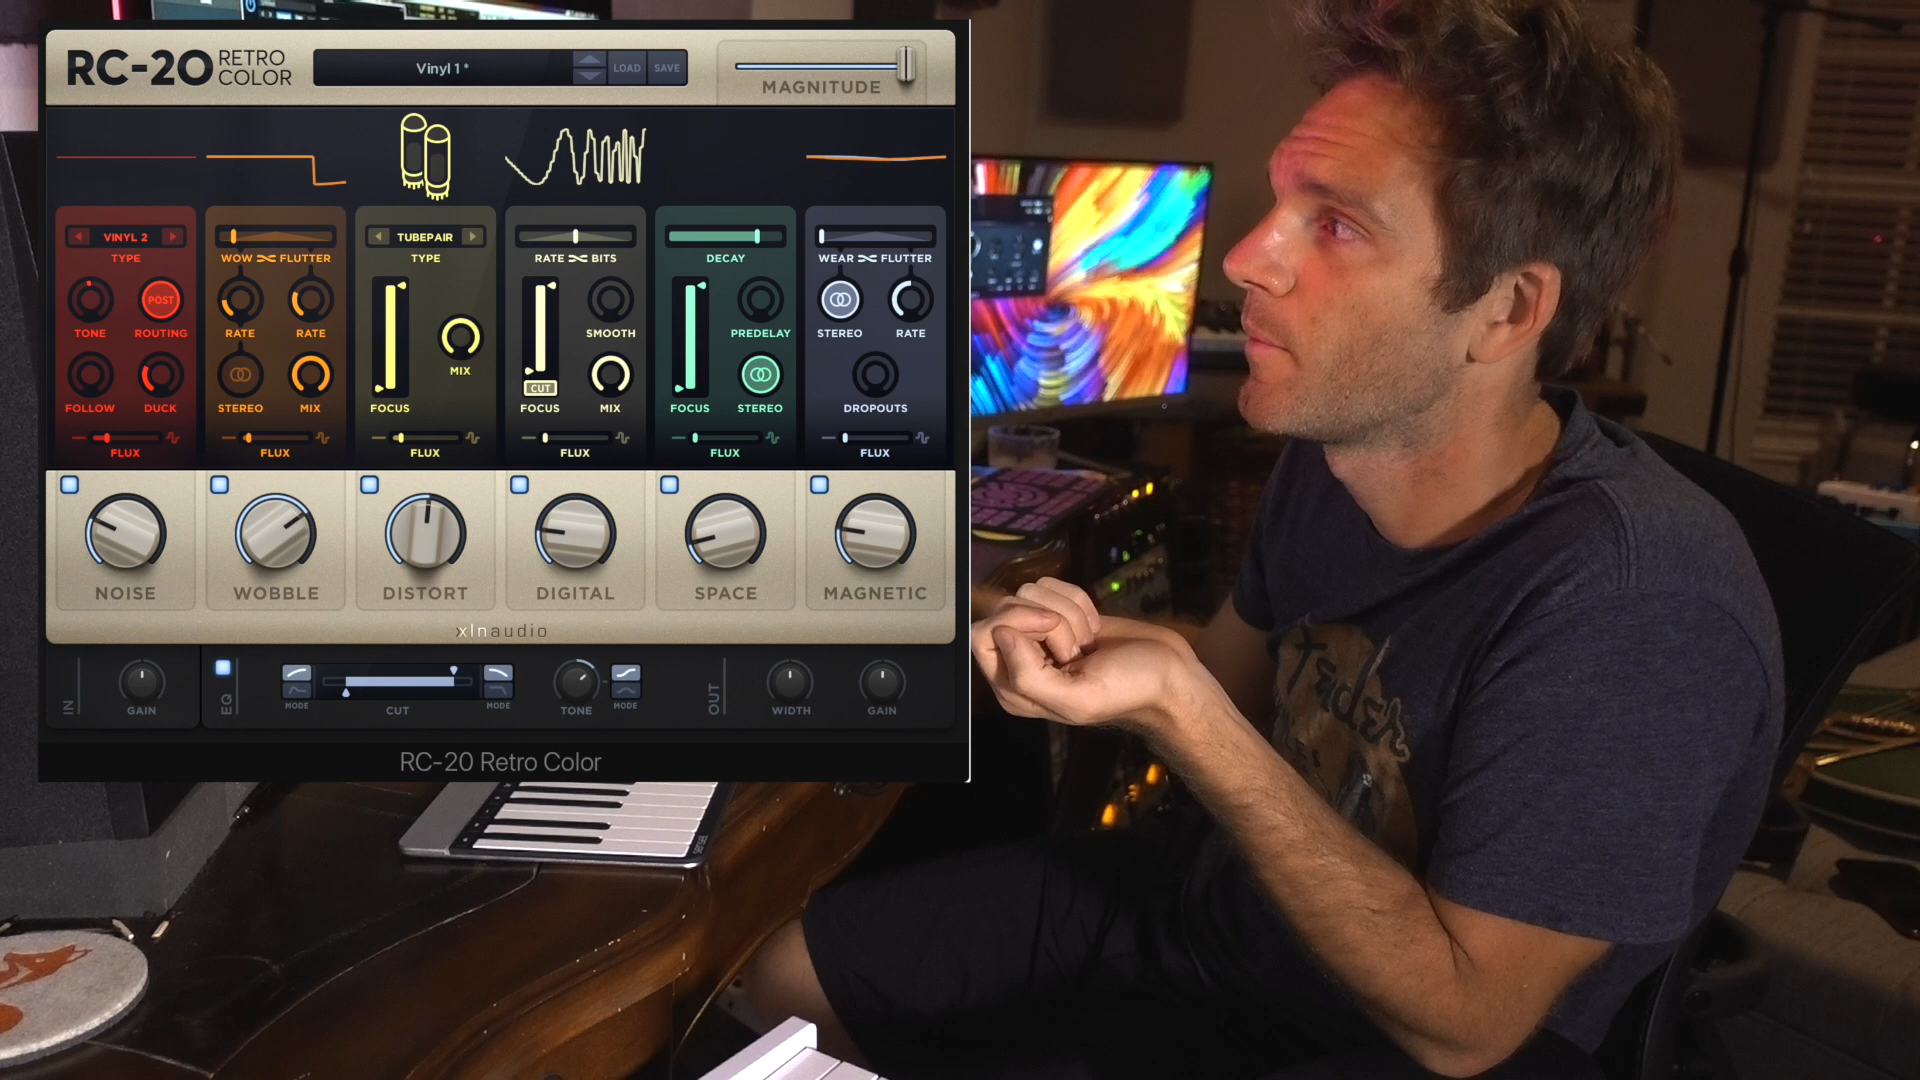 RC-20 RETRO COLOR
Vinyl 1 *
LOAD
SAVE
MAGNITUDE
VINYL 2
TYPE
TONE
POST
ROUTING
FOLLOW
DUCK
FLUX
WOW FLUTTER
RATE
RATE
STEREO
MIX
FLUX
TUBEPAIR
TYPE
MIX
FOCUS
FLUX
RATE BITS
SMOOTH
CUT
FOCUS
MIX
FLUX
DECAY
PREDELAY
FOCUS
STEREO
FLUX
WEAR FLUTTER
STEREO
RATE
DROPOUTS
FLUX
NOISE
WOBBLE
DISTORT
DIGITAL
SPACE
MAGNETIC
xlnaudio
IN
GAIN
EQ
MODE
CUT
MODE
TONE
MODE
OUT
WIDTH
GAIN
RC-20 Retro Color
Fender